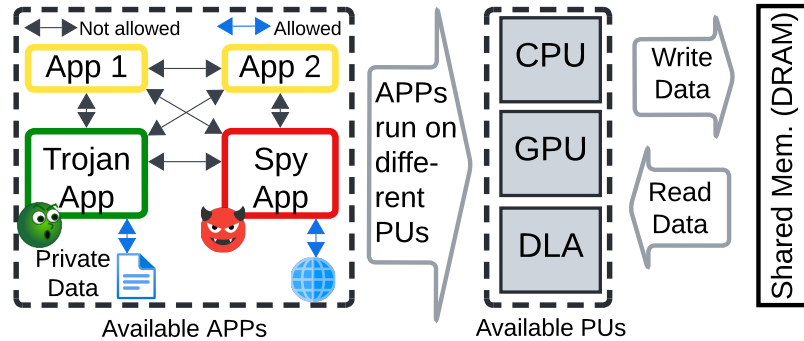 Not allowed
Allowed
App 1
App 2
Trojan
App
Spy
App
Private
Data
Available APPs
APPs
run on
diffe-
rent
PUs
CPU
GPU
DLA
Available PUs
Write
Data
Read
Data
Shared Mem. (DRAM)